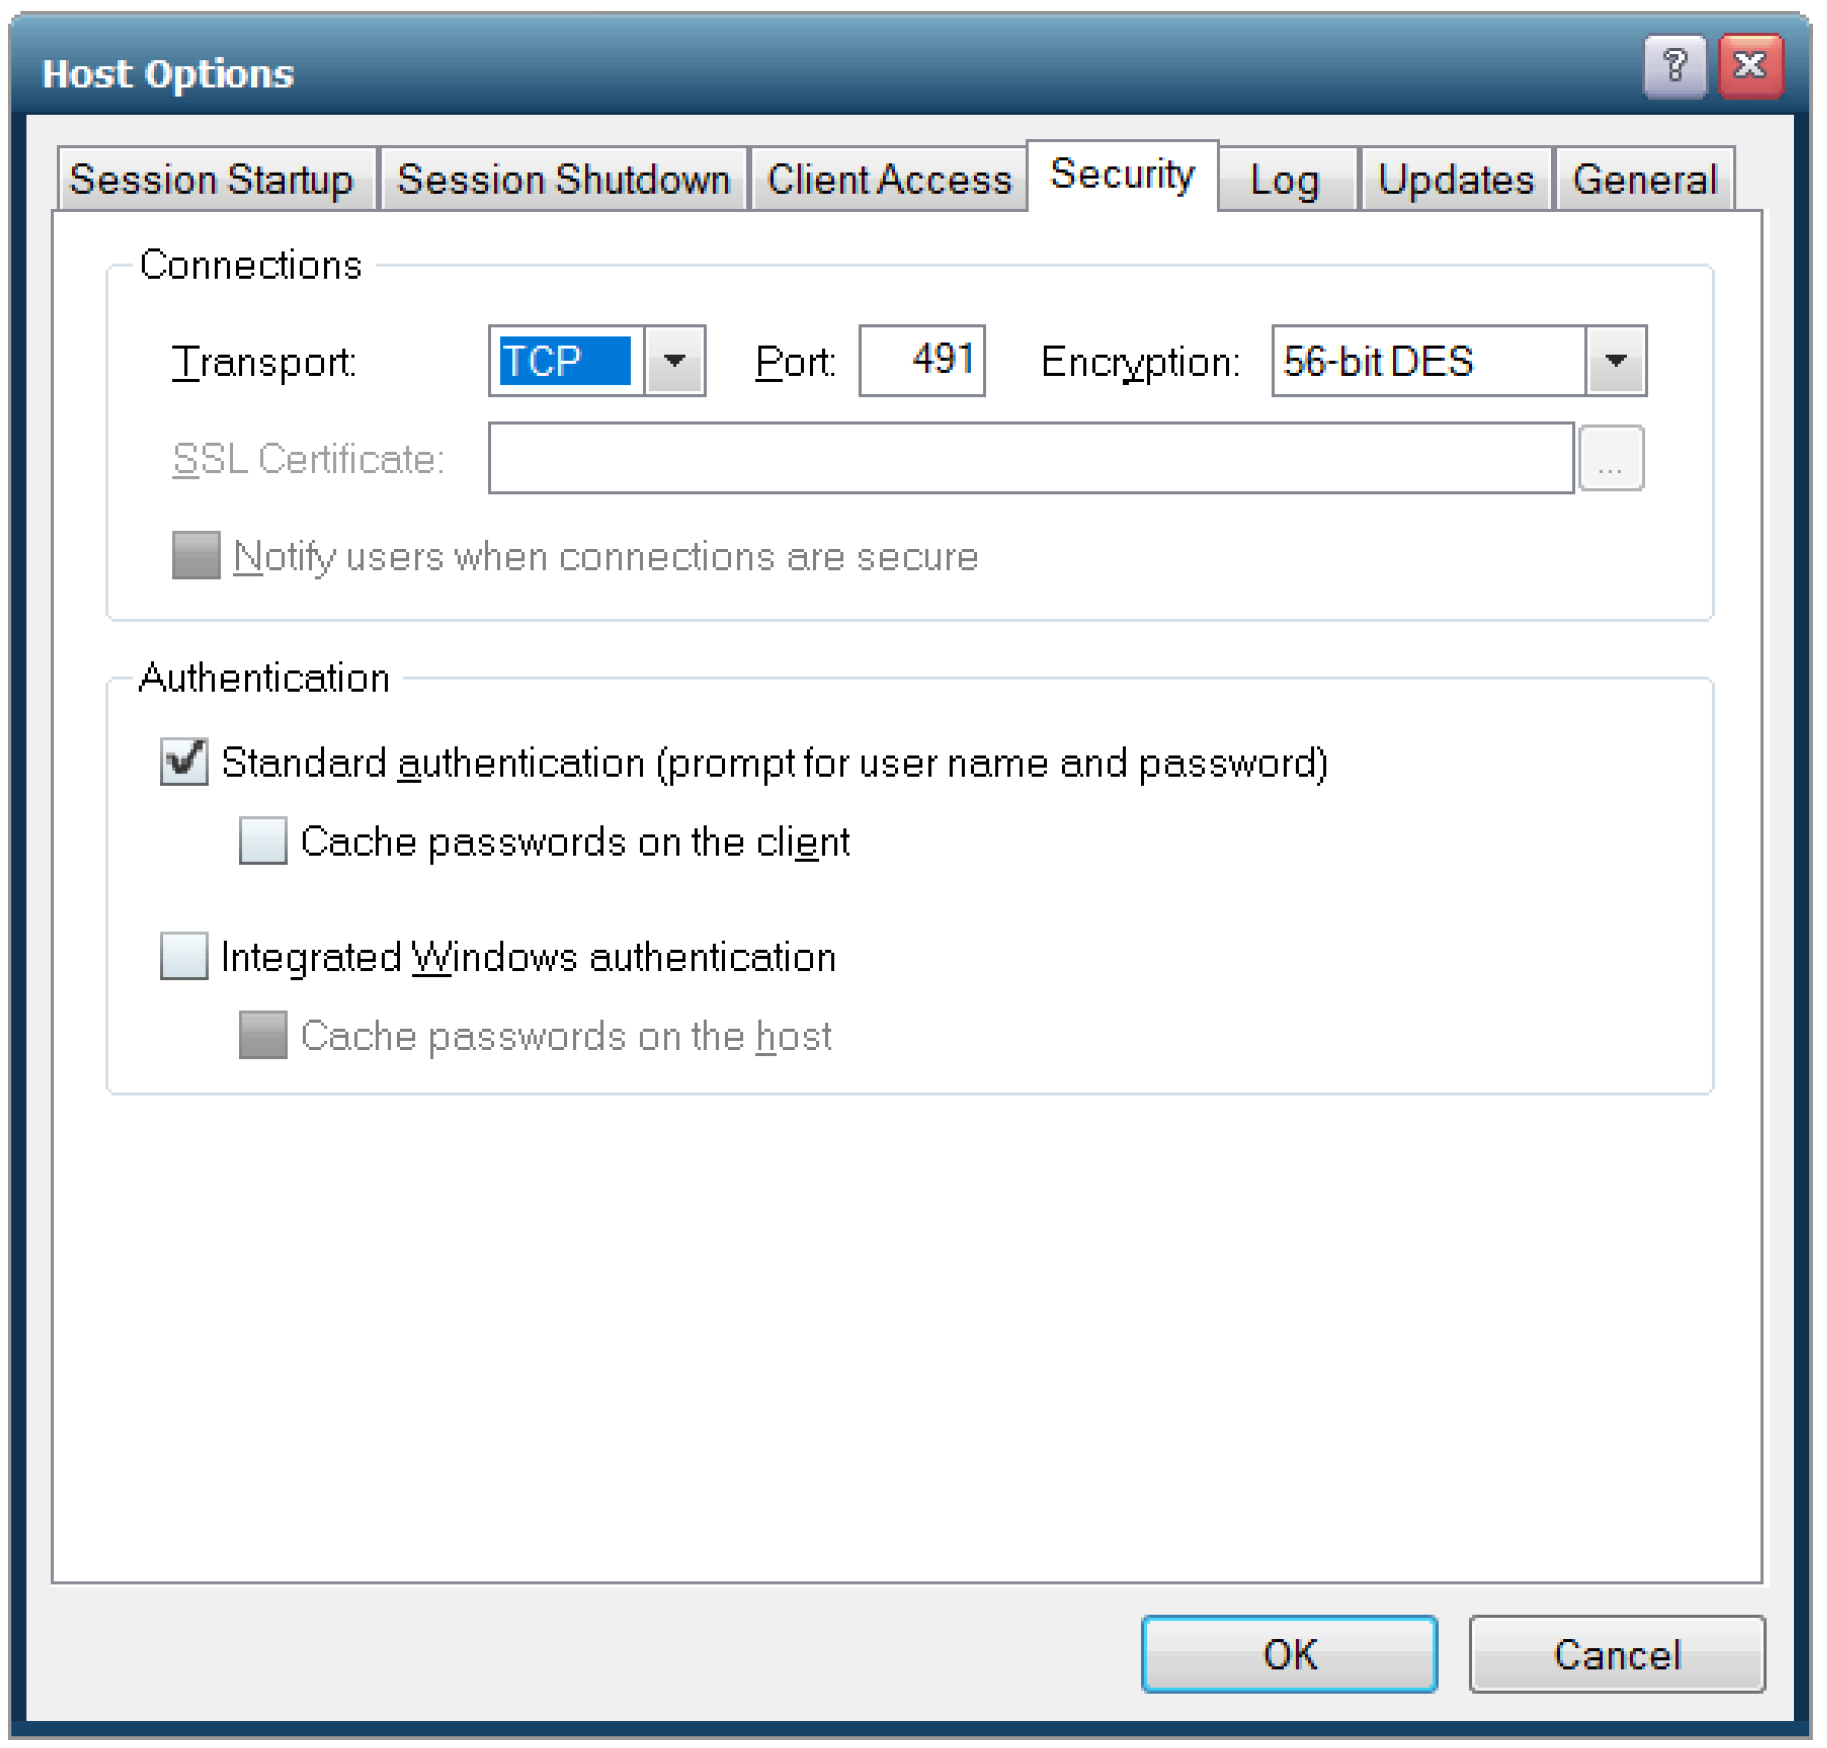 Host Options
Session Startup Session Shutdown Client Access Security Log Updates General
Connections
Transport: TCP Port: 491 Encryption: 56-bit DES
SSL Certificate: ...
Notify users when connections are secure
Authentication
Standard authentication (prompt for user name and password)
Cache passwords on the client
Integrated Windows authentication
Cache passwords on the host
OK Cancel